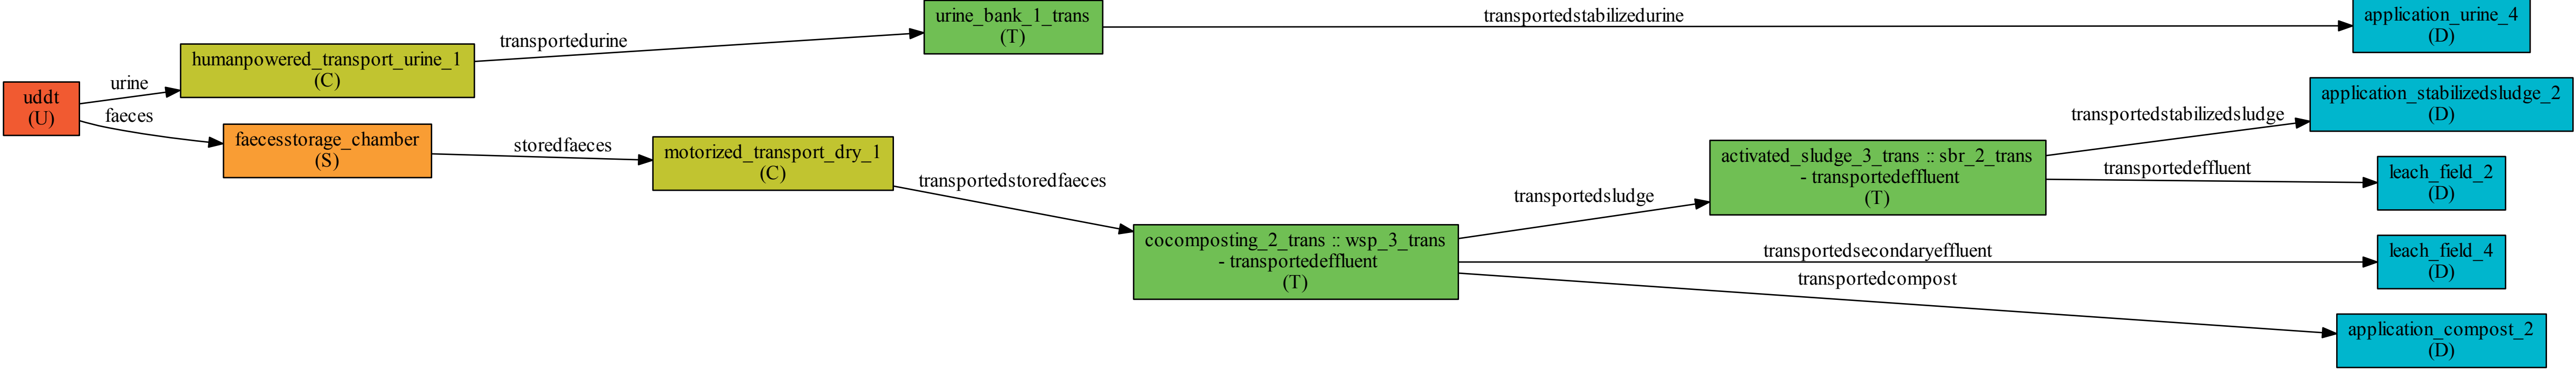 uddt
(U)
urine
faeces
humanpowered_transport_urine_1
(C)
faecesstorage_chamber
(S)
transportedurine
storedfaeces
motorized_transport_dry_1
(C)
urine_bank_1_trans
(T)
transportedstoredfaeces
cocomposting_2_trans :: wsp_3_trans
- transportedeffluent
(T)
transportedstabilizedurine
transportedsludge
transportedsecondaryeffluent
transportedcompost
activated_sludge_3_trans :: sbr_2_trans
- transportedeffluent
(T)
transportedstabilizedsludge
transportedeffluent
application_urine_4
(D)
application_stabilizedsludge_2
(D)
leach_field_2
(D)
leach_field_4
(D)
application_compost_2
(D)